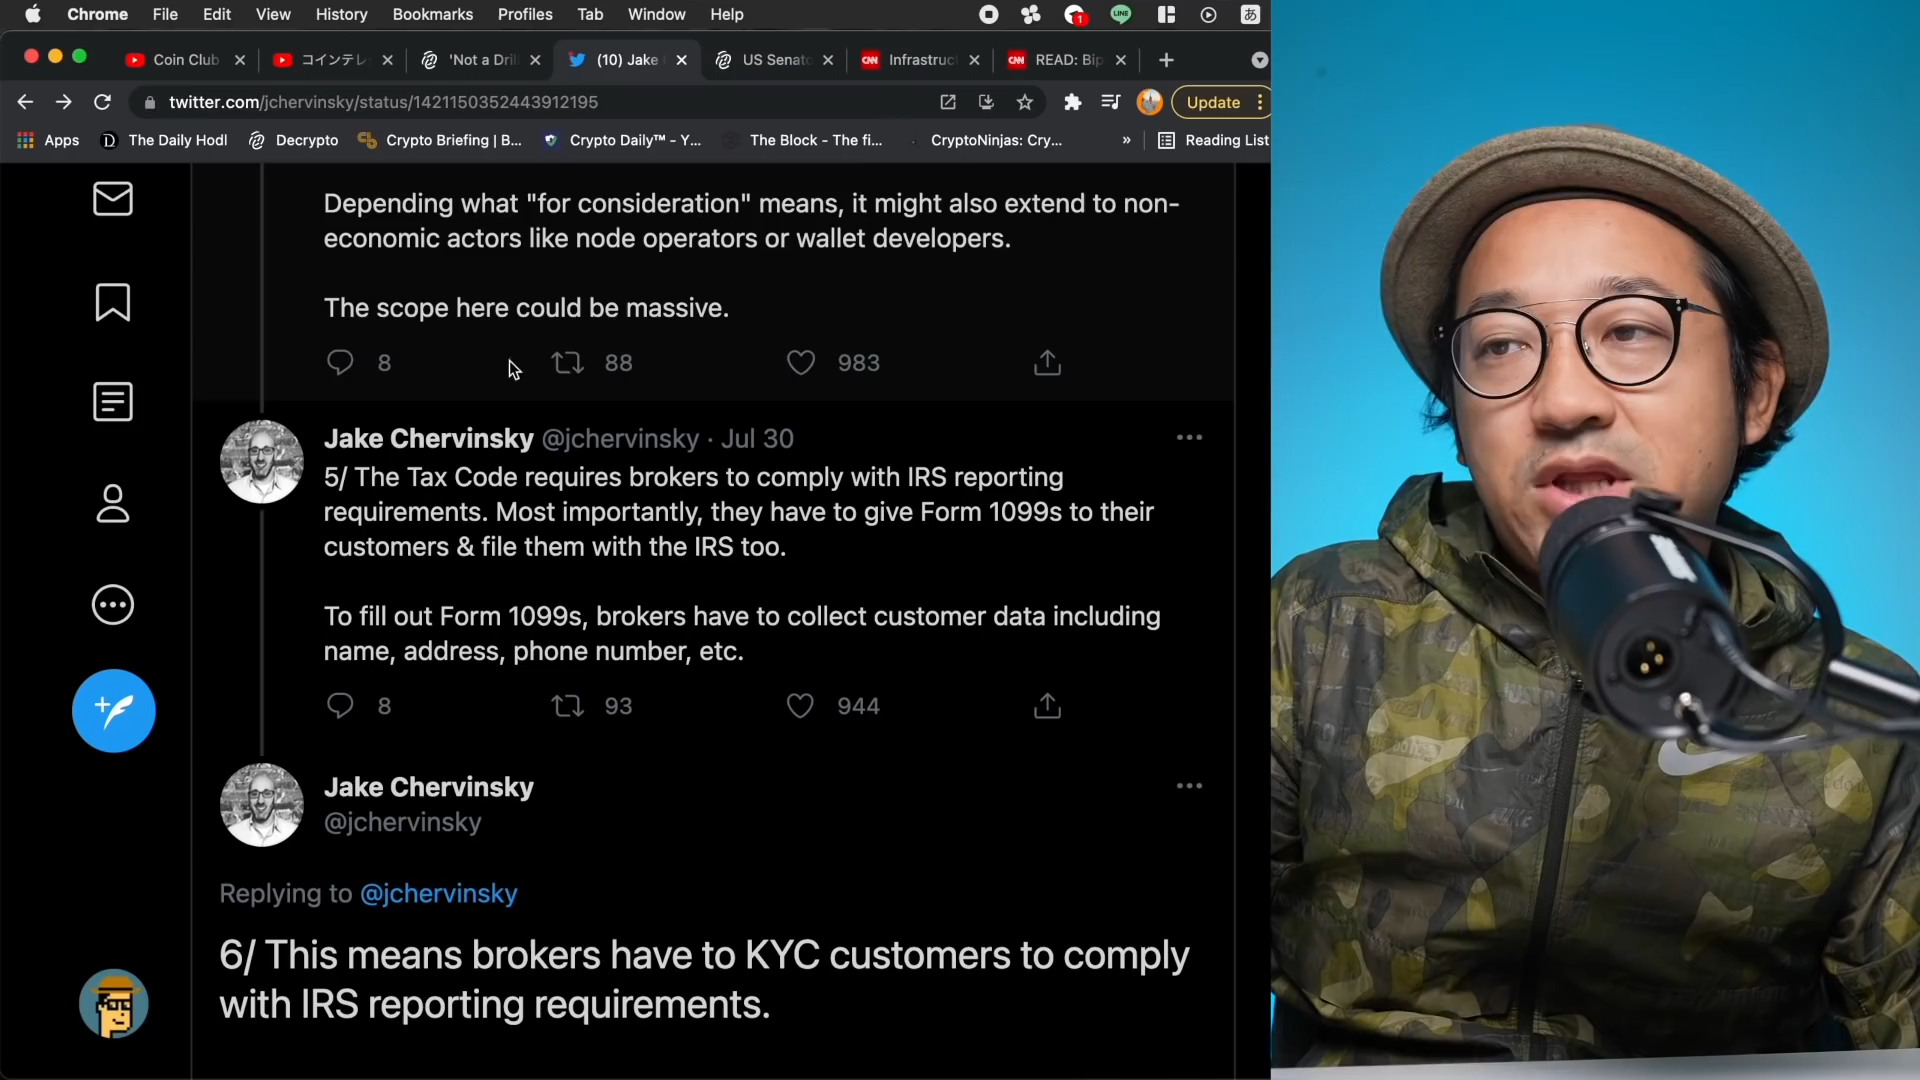 Chrome File Edit View History Bookmarks Profiles Tab Window Help
1 LINE あ
Coin Club コインテレ 'Not a Drill (10) Jake US Senato CNN Infrastruc CNN READ: Bip
twitter.com/jchervinsky/status/1421150352443912195 Update
Apps The Daily Hodl Decrypto Crypto Briefing | B... Crypto Daily™ - Y... The Block - The fi... CryptoNinjas: Cry... » Reading List
Depending what "for consideration" means, it might also extend to non-
economic actors like node operators or wallet developers.
The scope here could be massive.
8 88 983
Jake Chervinsky @jchervinsky · Jul 30
5/ The Tax Code requires brokers to comply with IRS reporting
requirements. Most importantly, they have to give Form 1099s to their
customers & file them with the IRS too.
To fill out Form 1099s, brokers have to collect customer data including
name, address, phone number, etc.
8 93 944
Jake Chervinsky
@jchervinsky
Replying to @jchervinsky
6/ This means brokers have to KYC customers to comply
with IRS reporting requirements.